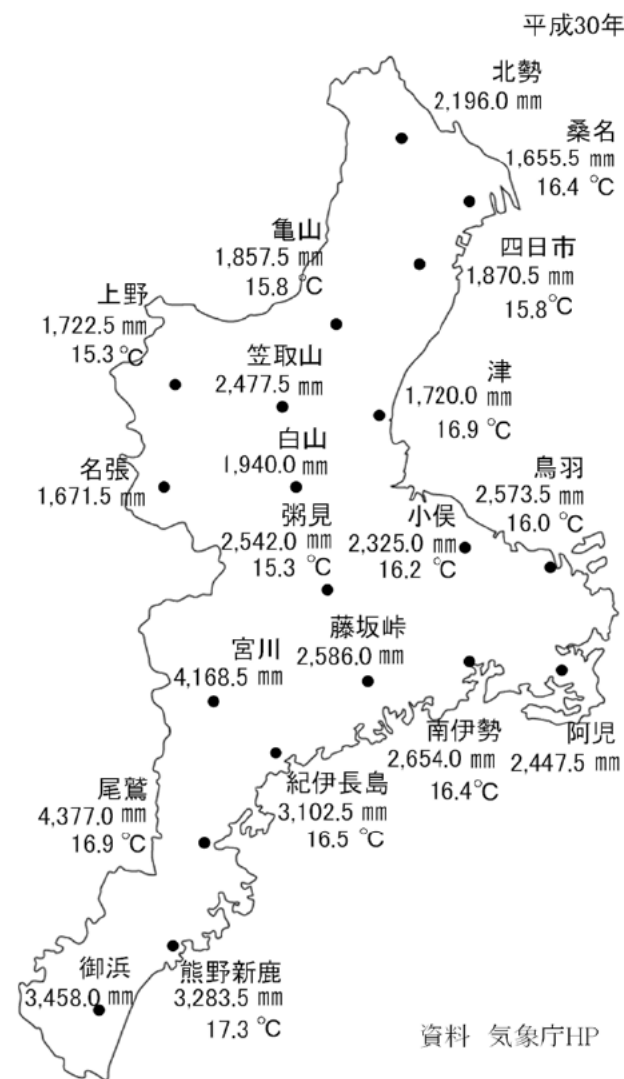 平成30年
北勢
2,196.0 mm
桑名
1,655.5 mm
16.4 ℃
亀山
1,857.5 mm
15.8 ℃
四日市
1,870.5 mm
15.8℃
上野
1,722.5 mm
15.3℃
笠取山
2,477.5 mm
津
1,720.0 mm
16.9 ℃
白山
1,940.0 mm
名張
1,671.5 mm
鳥羽
2,573.5 mm
16.0 ℃
粥見
2,542.0 mm
15.3 ℃
小俣
2,325.0 mm
16.2 ℃
藤坂峠
2,586.0 mm
宮川
4,168.5 mm
南伊勢
2,654.0 mm
16.4℃
阿児
2,447.5 mm
紀伊長島
3,102.5 mm
16.5 ℃
尾鷲
4,377.0 mm
16.9 ℃
御浜
3,458.0 mm
熊野新鹿
3,283.5 mm
17.3 ℃
資料 気象庁HP